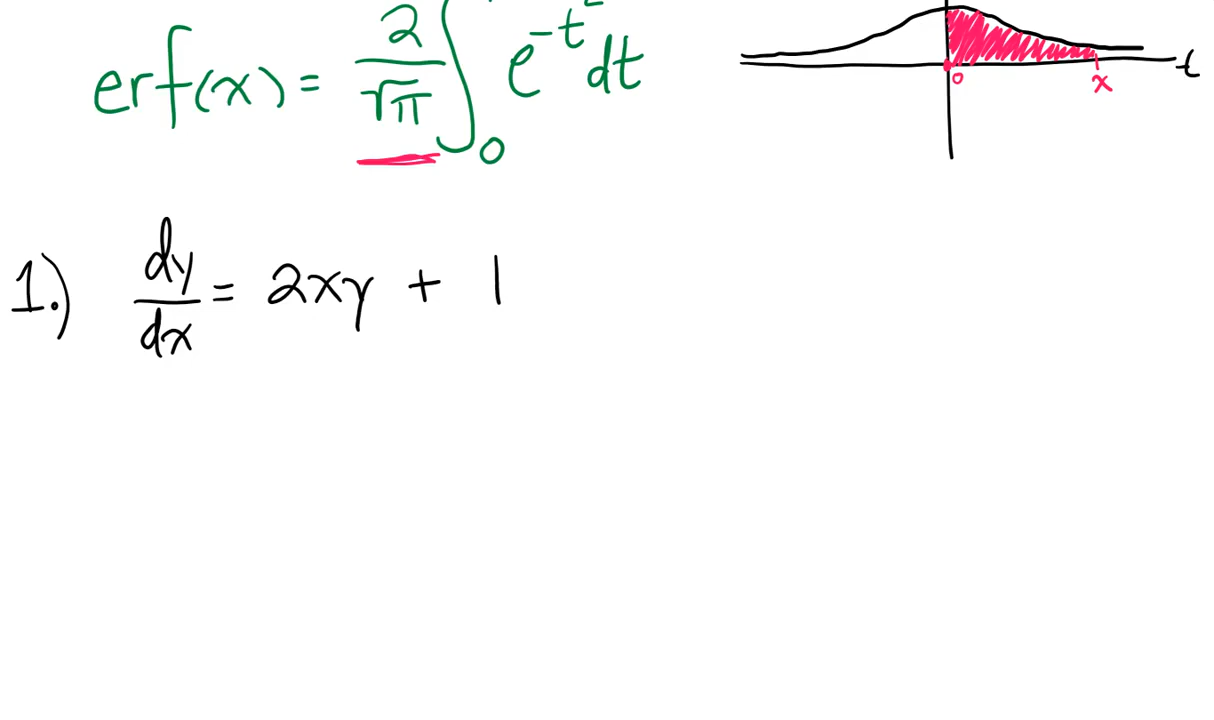 erf(x) = 2/√π ∫₀ e^-t² dt
0 x t
1.) dy/dx = 2xy + 1